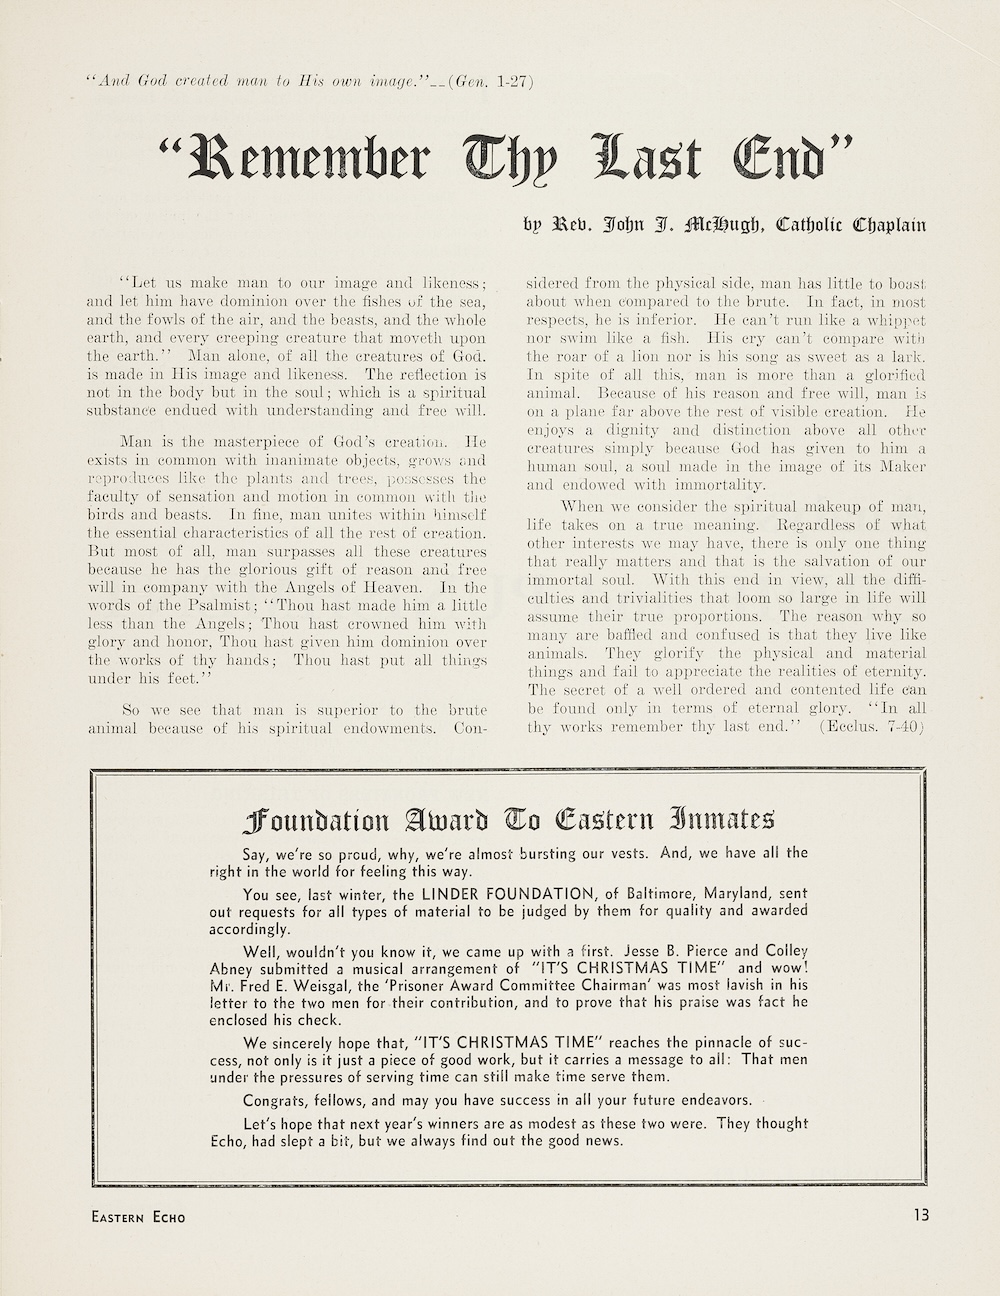 "And God created man to His own image."--(Gen. 1-27)
"Remember Thy Last End"
by Rev. John J. McHugh, Catholic Chaplain
"Let us make man to our image and likeness;
and let him have dominion over the fishes of the sea,
and the fowls of the air, and the beasts, and the whole
earth, and every creeping creature that moveth upon
the earth." Man alone, of all the creatures of God.
is made in His image and likeness. The reflection is
not in the body but in the soul; which is a spiritual
substance endued with understanding and free will.
Man is the masterpiece of God's creation. He
exists in common with inanimate objects, grows and
reproduces like the plants and trees, possesses the
faculty of sensation and motion in common with the
birds and beasts. In fine, man unites within himself
the essential characteristics of all the rest of creation.
But most of all, man surpasses all these creatures
because he has the glorious gift of reason and free
will in company with the Angels of Heaven. In the
words of the Psalmist; "Thou hast made him a little
less than the Angels; Thou hast crowned him with
glory and honor, Thou hast given him dominion over
the works of thy hands; Thou hast put all things
under his feet."
So we see that man is superior to the brute
animal because of his spiritual endowments. Con-
sidered from the physical side, man has little to boast
about when compared to the brute. In fact, in most
respects, he is inferior. He can't run like a whippet
nor swim like a fish. His cry can't compare with
the roar of a lion nor is his song as sweet as a lark.
In spite of all this, man is more than a glorified
animal. Because of his reason and free will, man is
on a plane far above the rest of visible creation. He
enjoys a dignity and distinction above all other
creatures simply because God has given to him a
human soul, a soul made in the image of its Maker
and endowed with immortality.
When we consider the spiritual makeup of man,
life takes on a true meaning. Regardless of what
other interests we may have, there is only one thing
that really matters and that is the salvation of our
immortal soul. With this end in view, all the diffi-
culties and trivialities that loom so large in life will
assume their true proportions. The reason why so
many are baffled and confused is that they live like
animals. They glorify the physical and material
things and fail to appreciate the realities of eternity.
The secret of a well ordered and contented life can
be found only in terms of eternal glory. "In all
thy works remember thy last end." (Ecclus. 7-40)
Foundation Award To Eastern Inmates
Say, we're so proud, why, we're almost bursting our vests. And, we have all the
right in the world for feeling this way.
You see, last winter, the LINDER FOUNDATION, of Baltimore, Maryland, sent
out requests for all types of material to be judged by them for quality and awarded
accordingly.
Well, wouldn't you know it, we came up with a first. Jesse B. Pierce and Colley
Abney submitted a musical arrangement of "IT'S CHRISTMAS TIME" and wow!
Mr. Fred E. Weisgal, the 'Prisoner Award Committee Chairman' was most lavish in his
letter to the two men for their contribution, and to prove that his praise was fact he
enclosed his check.
We sincerely hope that, "IT'S CHRISTMAS TIME" reaches the pinnacle of suc-
cess, not only is it just a piece of good work, but it carries a message to all: That men
under the pressures of serving time can still make time serve them.
Congrats, fellows, and may you have success in all your future endeavors.
Let's hope that next year's winners are as modest as these two were. They thought
Echo, had slept a bit, but we always find out the good news.
EASTERN ECHO
13